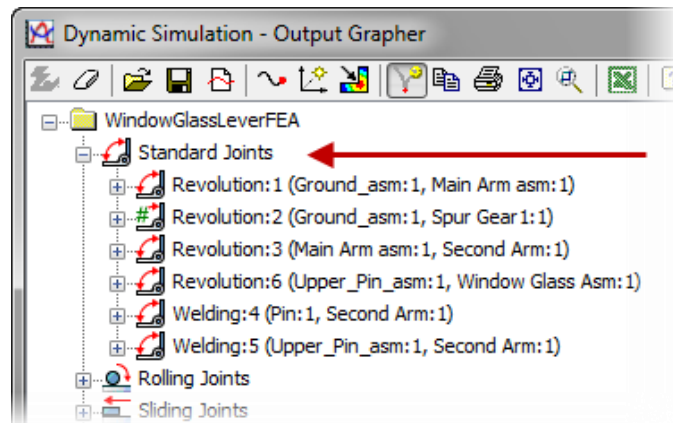 Dynamic Simulation - Output Grapher
WindowGlassLeverFEA
Standard Joints
Revolution:1 (Ground_asm:1, Main Arm asm:1)
Revolution:2 (Ground_asm:1, Spur Gear1:1)
Revolution:3 (Main Arm asm:1, Second Arm:1)
Revolution:6 (Upper_Pin_asm:1, Window Glass Asm:1)
Welding:4 (Pin:1, Second Arm:1)
Welding:5 (Upper_Pin_asm:1, Second Arm:1)
Rolling Joints
Sliding Joints